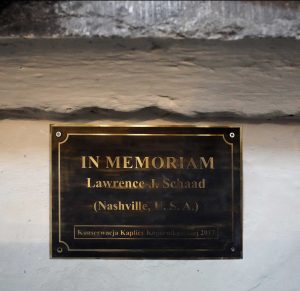 IN MEMORIAM
Lawrence J. Schaad
(Nashville, U. S. A.)
Konserwacja Kaplicy 2017